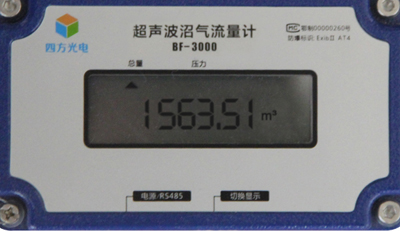 四方光电
超声波沼气流量计
BF-3000
总量 压力
1563.51 m³
电源/RS485 切换显示